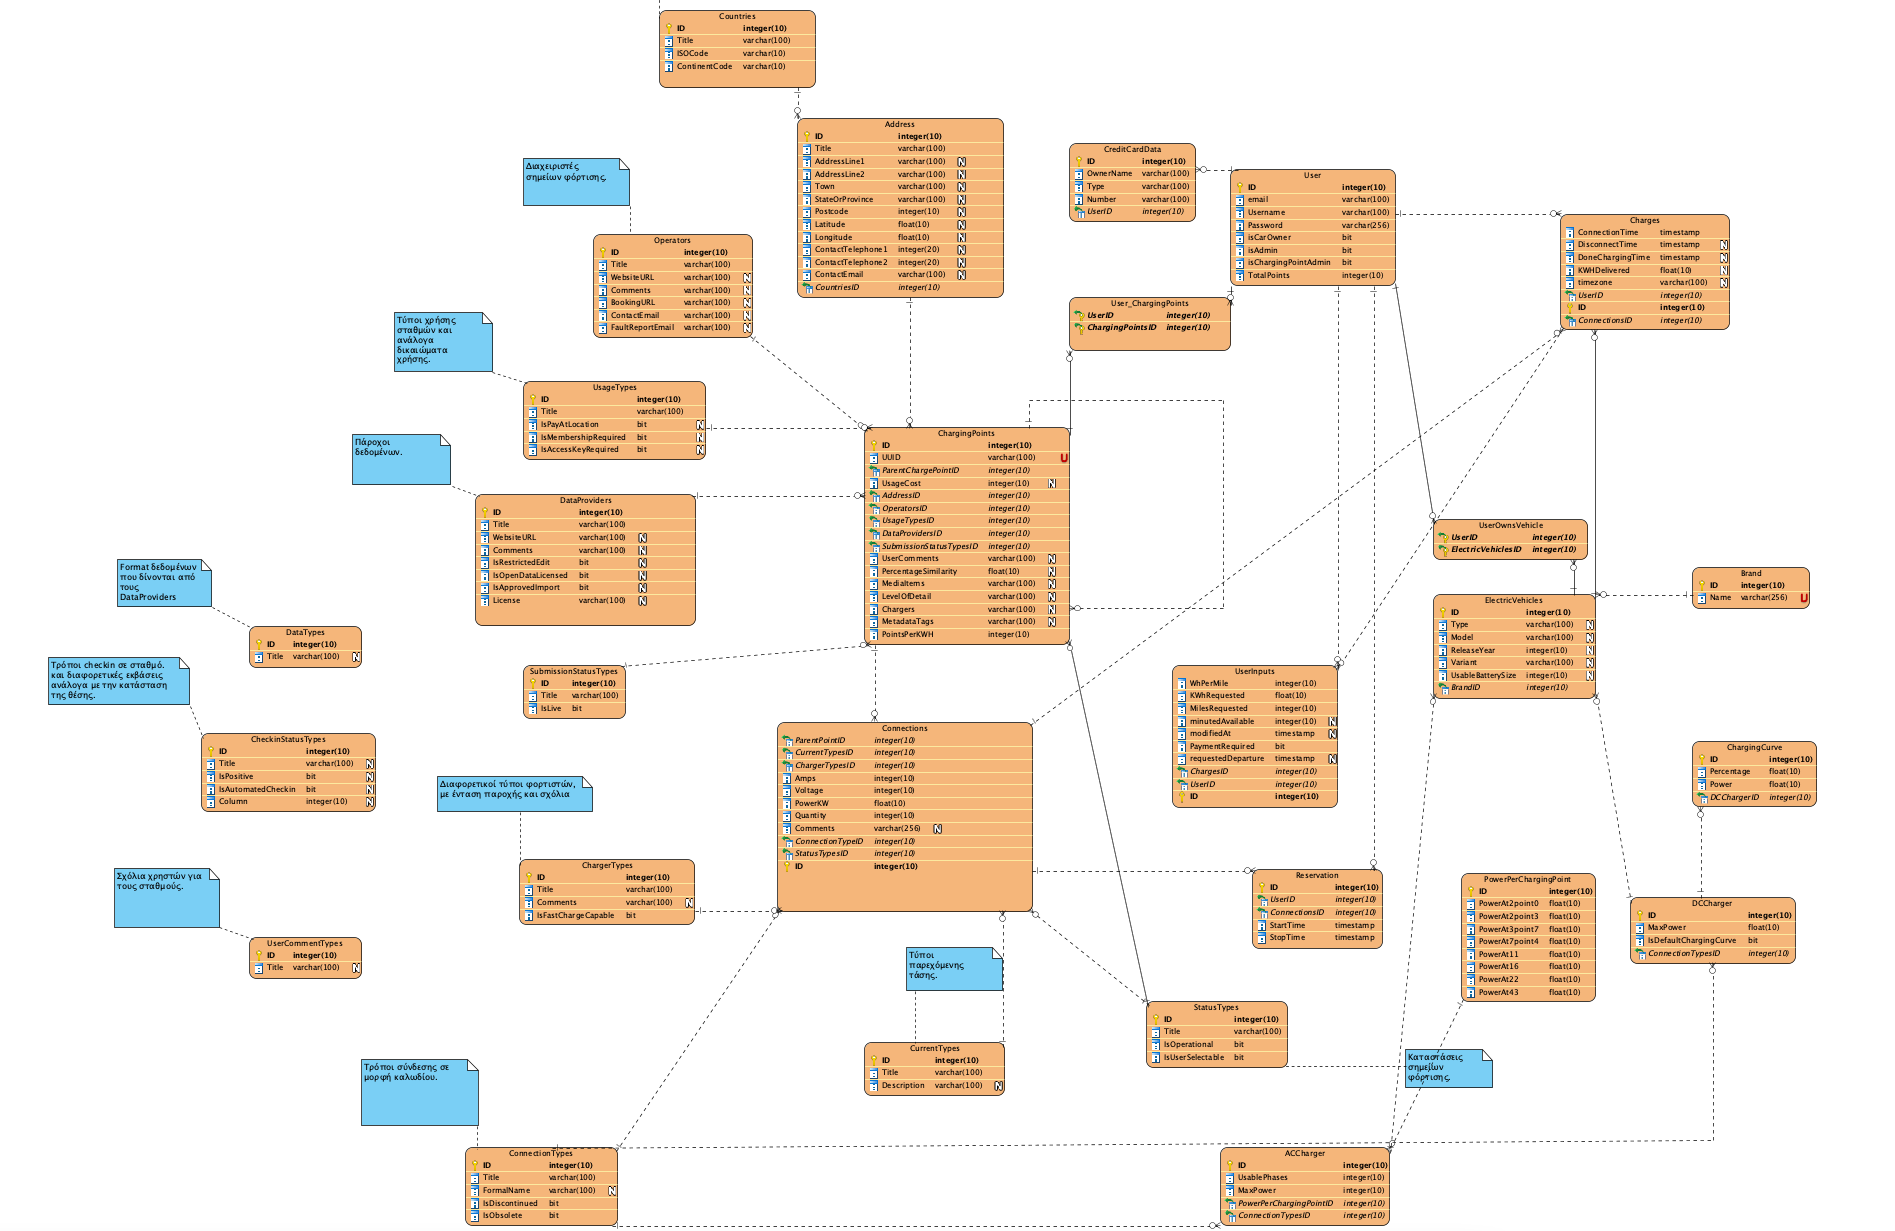 Countries
ID integer(10)
Title varchar(100)
ISOCode varchar(10)
ContinentCode varchar(10)
Address
ID integer(10)
Title varchar(100)
AddressLine1 varchar(100) N
AddressLine2 varchar(100) N
Town varchar(100) N
StateOrProvince varchar(100) N
Postcode integer(10) N
Latitude float(10) N
Longitude float(10) N
ContactTelephone1 integer(20) N
ContactTelephone2 integer(20) N
ContactEmail varchar(100) N
CountriesID integer(10)
CreditCardData
ID integer(10)
OwnerName varchar(100)
Type varchar(100)
Number varchar(100)
UserID integer(10)
User
ID integer(10)
email varchar(100)
Username varchar(100)
Password varchar(256)
isCarOwner bit
isAdmin bit
isChargingPointAdmin bit
TotalPoints integer(10)
Charges
ConnectionTime timestamp
DisconnectTime timestamp N
DoneChargingTime timestamp N
KWHDelivered float(10) N
timezone varchar(100) N
UserID integer(10)
ID integer(10)
ConnectionsID integer(10)
Διαχειριστές
σημείων φόρτισης.
Operators
ID integer(10)
Title varchar(100)
WebsiteURL varchar(100) N
Comments varchar(100) N
BookingURL varchar(100) N
ContactEmail varchar(100) N
FaultReportEmail varchar(100) N
User_ChargingPoints
UserID integer(10)
ChargingPointsID integer(10)
Τύποι χρήσης
σταθμών και
ανάλογα
δικαιώματα
χρήσης.
UsageTypes
ID integer(10)
Title varchar(100)
IsPayAtLocation bit N
IsMembershipRequired bit N
IsAccessKeyRequired bit N
Πάροχοι
δεδομένων.
DataProviders
ID integer(10)
Title varchar(100)
WebsiteURL varchar(100) N
Comments varchar(100) N
IsRestrictedEdit bit N
IsOpenDataLicensed bit N
IsApprovedImport bit N
License varchar(100) N
ChargingPoints
ID integer(10)
UUID varchar(100) U
ParentChargePointID integer(10)
UsageCost integer(10) N
AddressID integer(10)
OperatorsID integer(10)
UsageTypesID integer(10)
DataProvidersID integer(10)
SubmissionStatusTypesID integer(10)
UserComments varchar(100) N
PercentageSimilarity float(10) N
MediaItems varchar(100) N
LevelOfDetail varchar(100) N
Chargers varchar(100) N
MetadataTags varchar(100) N
PointsPerKWH integer(10)
UserOwnsVehicle
UserID integer(10)
ElectricVehiclesID integer(10)
Brand
ID integer(10)
Name varchar(256) U
ElectricVehicles
ID integer(10)
Type varchar(100) N
Model varchar(100) N
ReleaseYear integer(10) N
Variant varchar(100) N
UsableBatterySize integer(10) N
BrandID integer(10)
Format δεδομένων
που δίνονται από
τους
DataProviders
DataTypes
ID integer(10)
Title varchar(100) N
Τρόποι checkin σε σταθμό.
και διαφορετικές εκβάσεις
ανάλογα με την κατάσταση
της θέσης.
CheckinStatusTypes
ID integer(10)
Title varchar(100) N
IsPositive bit N
IsAutomatedCheckin bit N
Column integer(10) N
SubmissionStatusTypes
ID integer(10)
Title varchar(100)
IsLive bit
UserInputs
WhPerMile integer(10)
KWhRequested float(10)
MilesRequested integer(10)
minutedAvailable integer(10) N
modifiedAt timestamp N
PaymentRequired bit
requestedDeparture timestamp N
ChargesID integer(10)
UserID integer(10)
ID integer(10)
Connections
ParentPointID integer(10)
CurrentTypesID integer(10)
ChargerTypesID integer(10)
Amps integer(10)
Voltage integer(10)
PowerKW float(10)
Quantity integer(10)
Comments varchar(256) N
ConnectionTypeID integer(10)
StatusTypesID integer(10)
ID integer(10)
ChargingCurve
ID integer(10)
Percentage float(10)
Power float(10)
DCChargerID integer(10)
Διαφορετικοί τύποι φορτιστών,
με ένταση παροχής και σχόλια
ChargerTypes
ID integer(10)
Title varchar(100)
Comments varchar(100) N
IsFastChargeCapable bit
Σχόλια χρηστών για
τους σταθμούς.
UserCommentTypes
ID integer(10)
Title varchar(100) N
Reservation
ID integer(10)
UserID integer(10)
ConnectionsID integer(10)
StartTime timestamp
StopTime timestamp
PowerPerChargingPoint
ID integer(10)
PowerAt2point0 float(10)
PowerAt2point3 float(10)
PowerAt3point7 float(10)
PowerAt7point4 float(10)
PowerAt11 float(10)
PowerAt16 float(10)
PowerAt22 float(10)
PowerAt43 float(10)
DCCharger
ID integer(10)
MaxPower float(10)
IsDefaultChargingCurve bit
ConnectionTypesID integer(10)
Τύποι
παρεχόμενης
τάσης.
StatusTypes
ID integer(10)
Title varchar(100)
IsOperational bit
IsUserSelectable bit
Καταστάσεις
σημείων
φόρτισης.
CurrentTypes
ID integer(10)
Title varchar(100)
Description varchar(100) N
Τρόποι σύνδεσης σε
μορφή καλωδίου.
ConnectionTypes
ID integer(10)
Title varchar(100)
FormalName varchar(100) N
IsDiscontinued bit
IsObsolete bit
ACCharger
ID integer(10)
UsablePhases integer(10)
MaxPower integer(10)
PowerPerChargingPointID integer(10)
ConnectionTypesID integer(10)